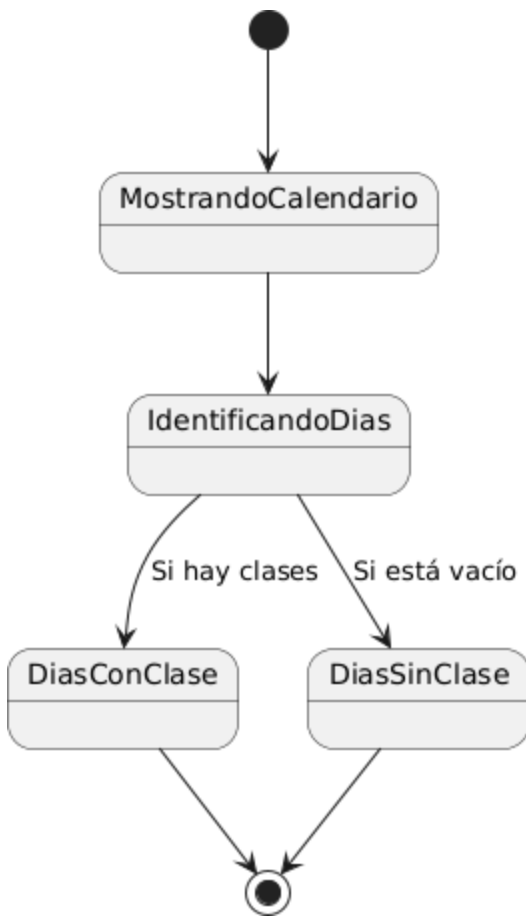 MostrandoCalendario
IdentificandoDias
Si hay clases
Si está vacío
DiasConClase
DiasSinClase